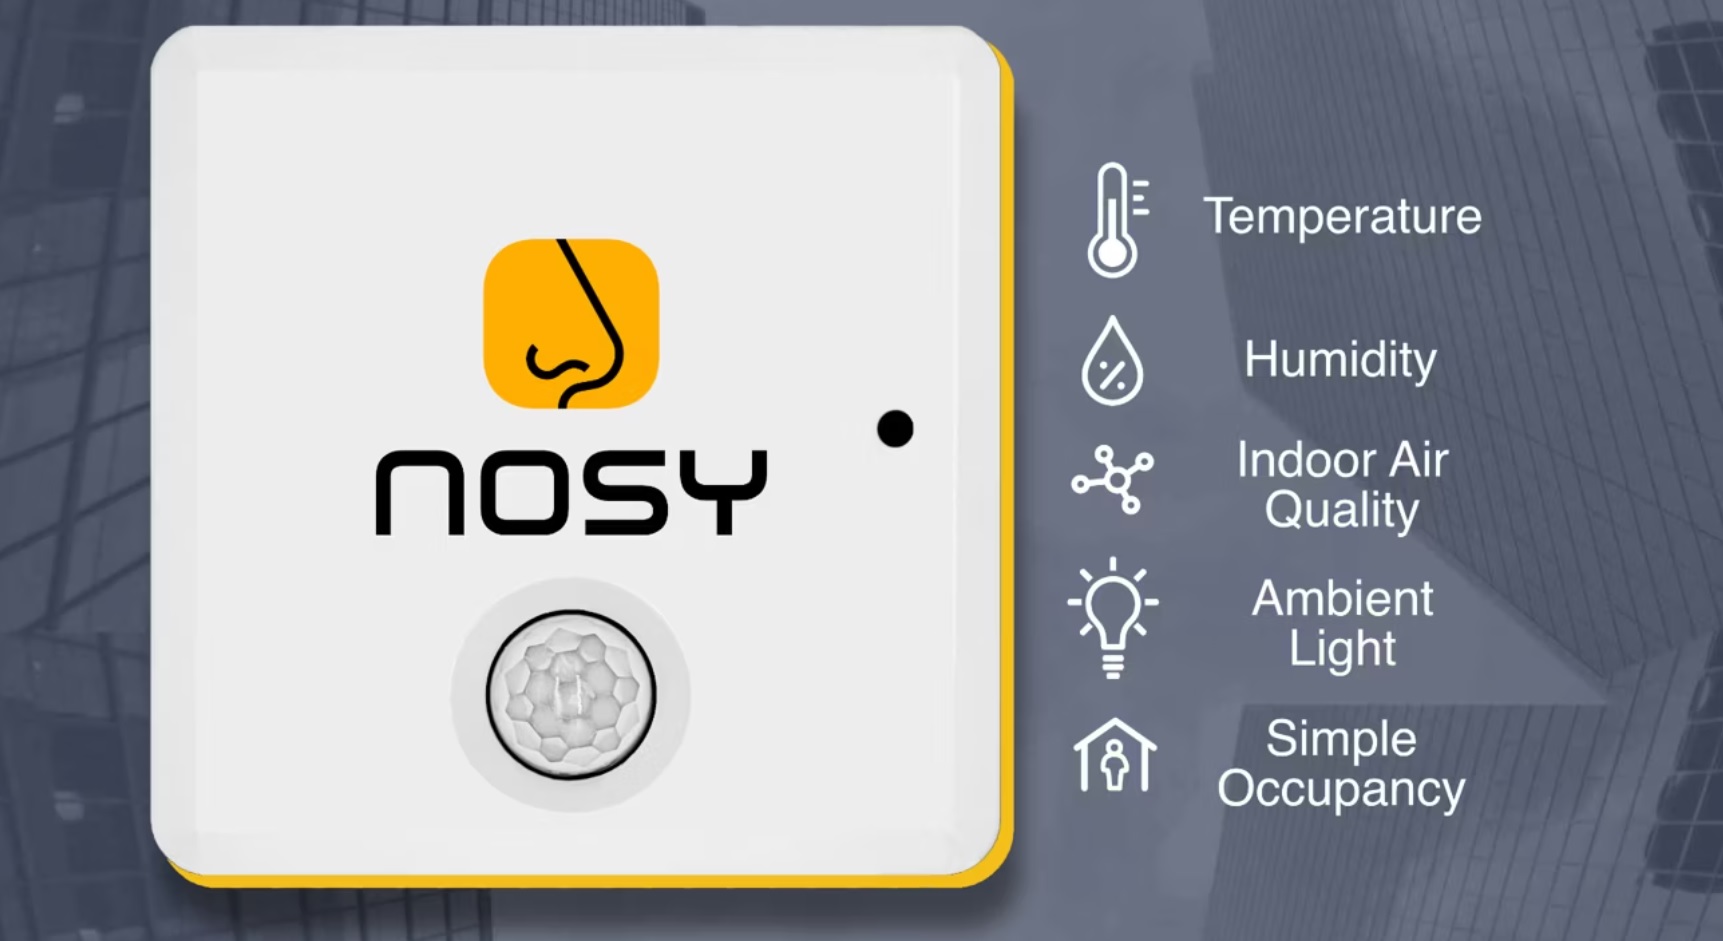 nosy
Temperature
Humidity
Indoor Air
Quality
Ambient
Light
Simple
Occupancy